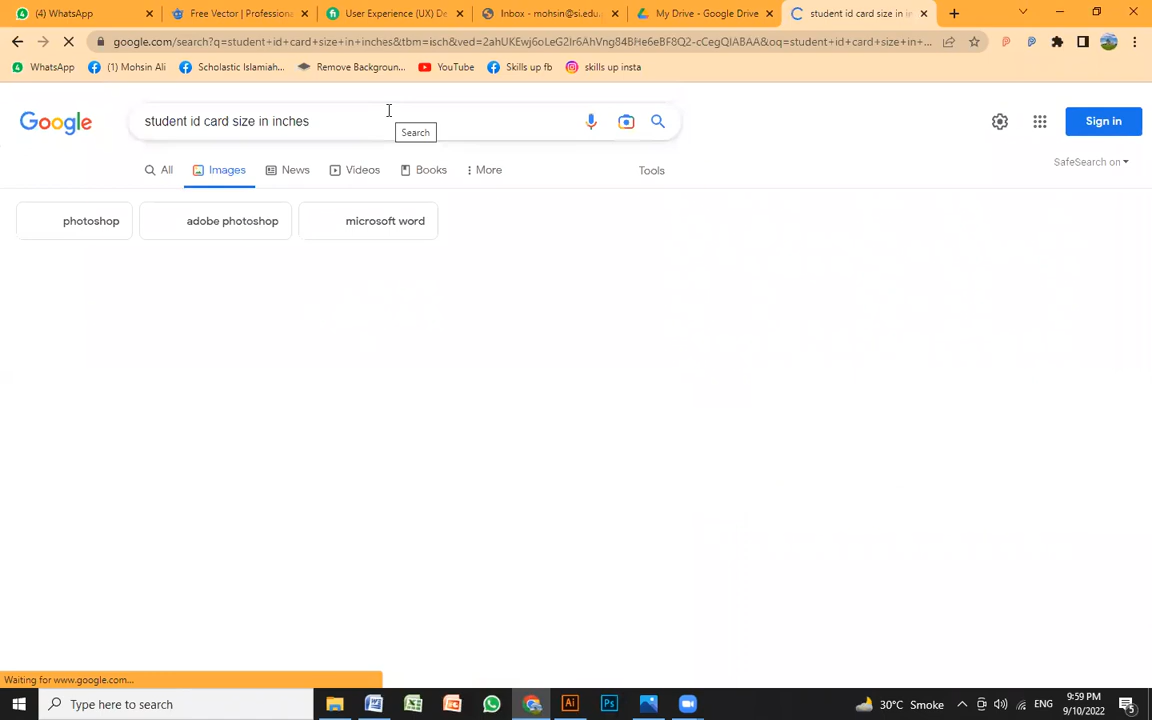 (4) WhatsApp
Free Vector | Professiona
User Experience (UX) De
Inbox - mohsin@si.edu.
My Drive - Google Drive
student id card size in in
google.com/search?q=student+id+card+size+in+inches&tbm=isch&ved=2ahUKEwj6oLeG2Ir6AhVng84BHe6eBF8Q2-cCegQIABAA&oq=student+id+card+size+in+...
WhatsApp
(1) Mohsin Ali
Scholastic Islamiah...
Remove Backgroun...
YouTube
Skills up fb
skills up insta
Google
student id card size in inches
Search
Sign in
All
Images
News
Videos
Books
More
Tools
SafeSearch on
photoshop
adobe photoshop
microsoft word
Waiting for www.google.com...
Type here to search
30°C Smoke
ENG
9:59 PM
9/10/2022
5